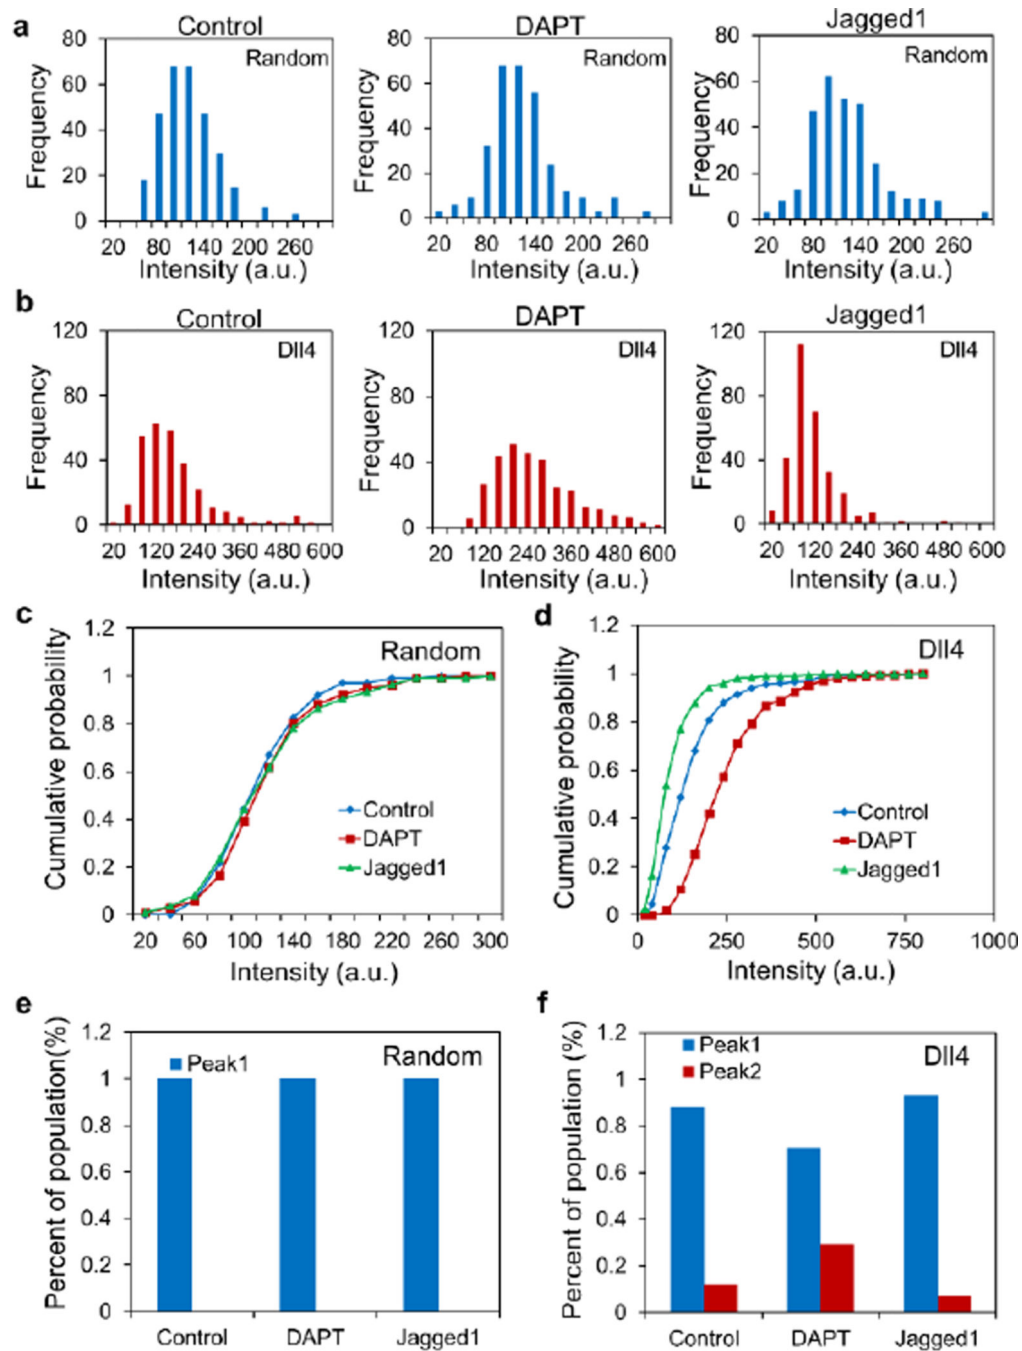 a
Control
DAPT
Jagged1
80
60
40
20
0
Frequency
Random
20 80 140 200 260
Intensity (a.u.)
80
60
40
20
0
Frequency
Random
20 80 140 200 260
Intensity (a.u.)
80
60
40
20
0
Frequency
Random
20 80 140 200 260
Intensity (a.u.)
b
Control
DAPT
Jagged1
120
80
40
0
Frequency
Dll4
20 120 240 360 480 600
Intensity (a.u.)
120
80
40
0
Frequency
Dll4
120 240 360 480 600
Intensity (a.u.)
120
80
40
0
Frequency
Dll4
20 120 240 360 480 600
Intensity (a.u.)
c
1.2
1
0.8
0.6
0.4
0.2
0
Cumulative probability
Random
Control
DAPT
Jagged1
20 60 100 140 180 220 260 300
Intensity (a.u.)
d
1.2
1
0.8
0.6
0.4
0.2
0
Cumulative probability
Dll4
Control
DAPT
Jagged1
0 250 500 750 1000
Intensity (a.u.)
e
1.2
1
0.8
0.6
0.4
0.2
0
Percent of population(%)
Peak1
Random
Control DAPT Jagged1
f
1.2
1
0.8
0.6
0.4
0.2
0
Percent of population (%)
Peak1
Peak2
Dll4
Control DAPT Jagged1